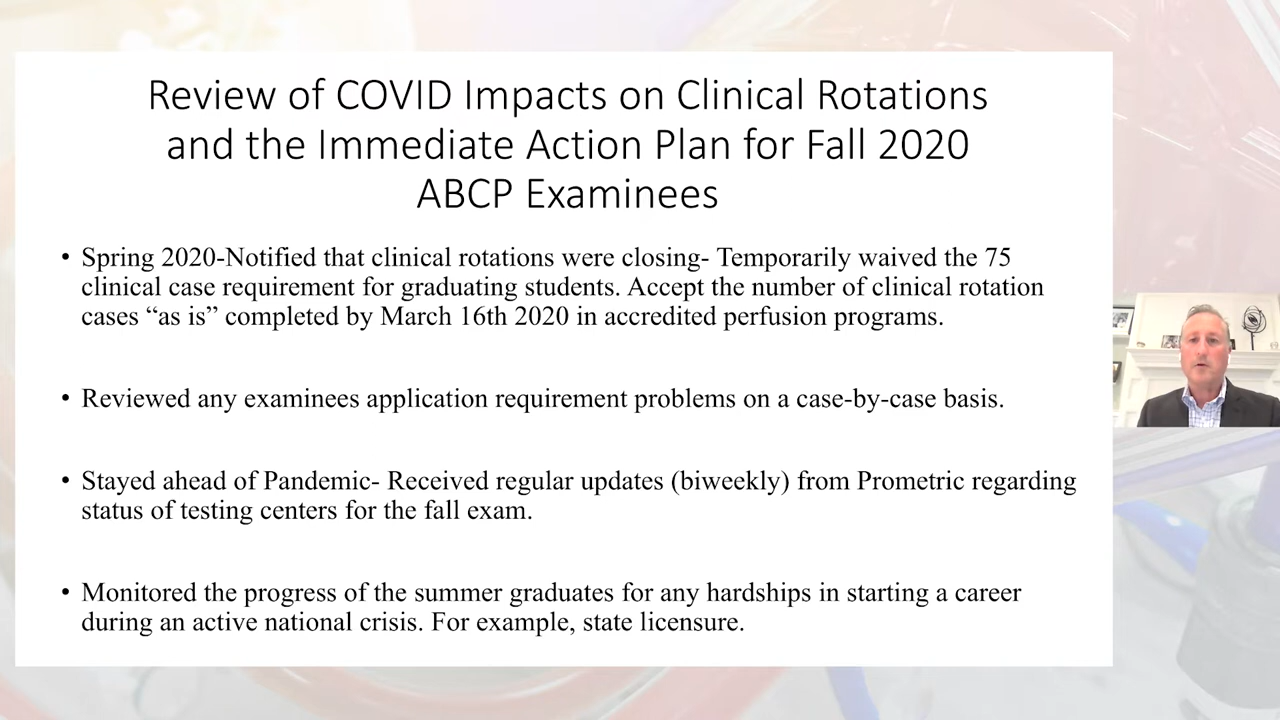 Review of COVID Impacts on Clinical Rotations
and the Immediate Action Plan for Fall 2020
ABCP Examinees
• Spring 2020-Notified that clinical rotations were closing- Temporarily waived the 75
clinical case requirement for graduating students. Accept the number of clinical rotation
cases “as is” completed by March 16th 2020 in accredited perfusion programs.
• Reviewed any examinees application requirement problems on a case-by-case basis.
• Stayed ahead of Pandemic- Received regular updates (biweekly) from Prometric regarding
status of testing centers for the fall exam.
• Monitored the progress of the summer graduates for any hardships in starting a career
during an active national crisis. For example, state licensure.